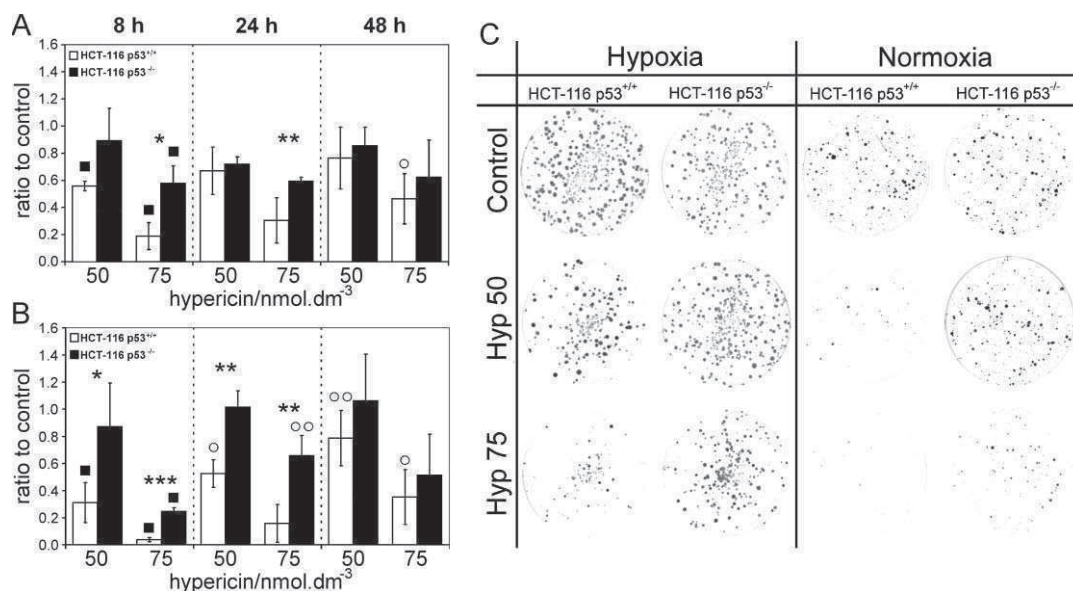 A
8 h 24 h 48 h
HCT-116 p53+/+
HCT-116 p53-/-
ratio to control
1.6
1.4
1.2
1.0
0.8
0.6
0.4
0.2
0.0
* **
50 75 50 75 50 75
hypericin/nmol.dm-3
B
HCT-116 p53+/+
HCT-116 p53-/-
ratio to control
1.6
1.4
1.2
1.0
0.8
0.6
0.4
0.2
0.0
* *** ** **
50 75 50 75 50 75
hypericin/nmol.dm-3
C
Hypoxia Normoxia
HCT-116 p53+/+ HCT-116 p53-/- HCT-116 p53+/+ HCT-116 p53-/-
Control
Hyp 50
Hyp 75